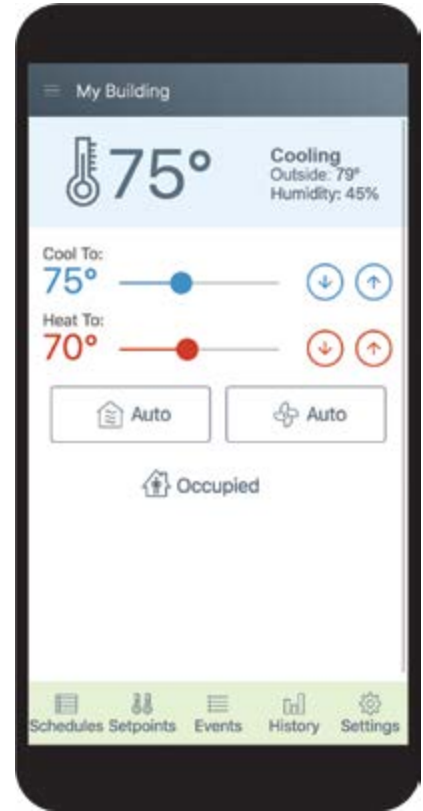 My Building
75°
Cooling
Outside: 79°
Humidity: 45%
Cool To:
75°
Heat To:
70°
Auto
Auto
Occupied
Schedules Setpoints Events History Settings